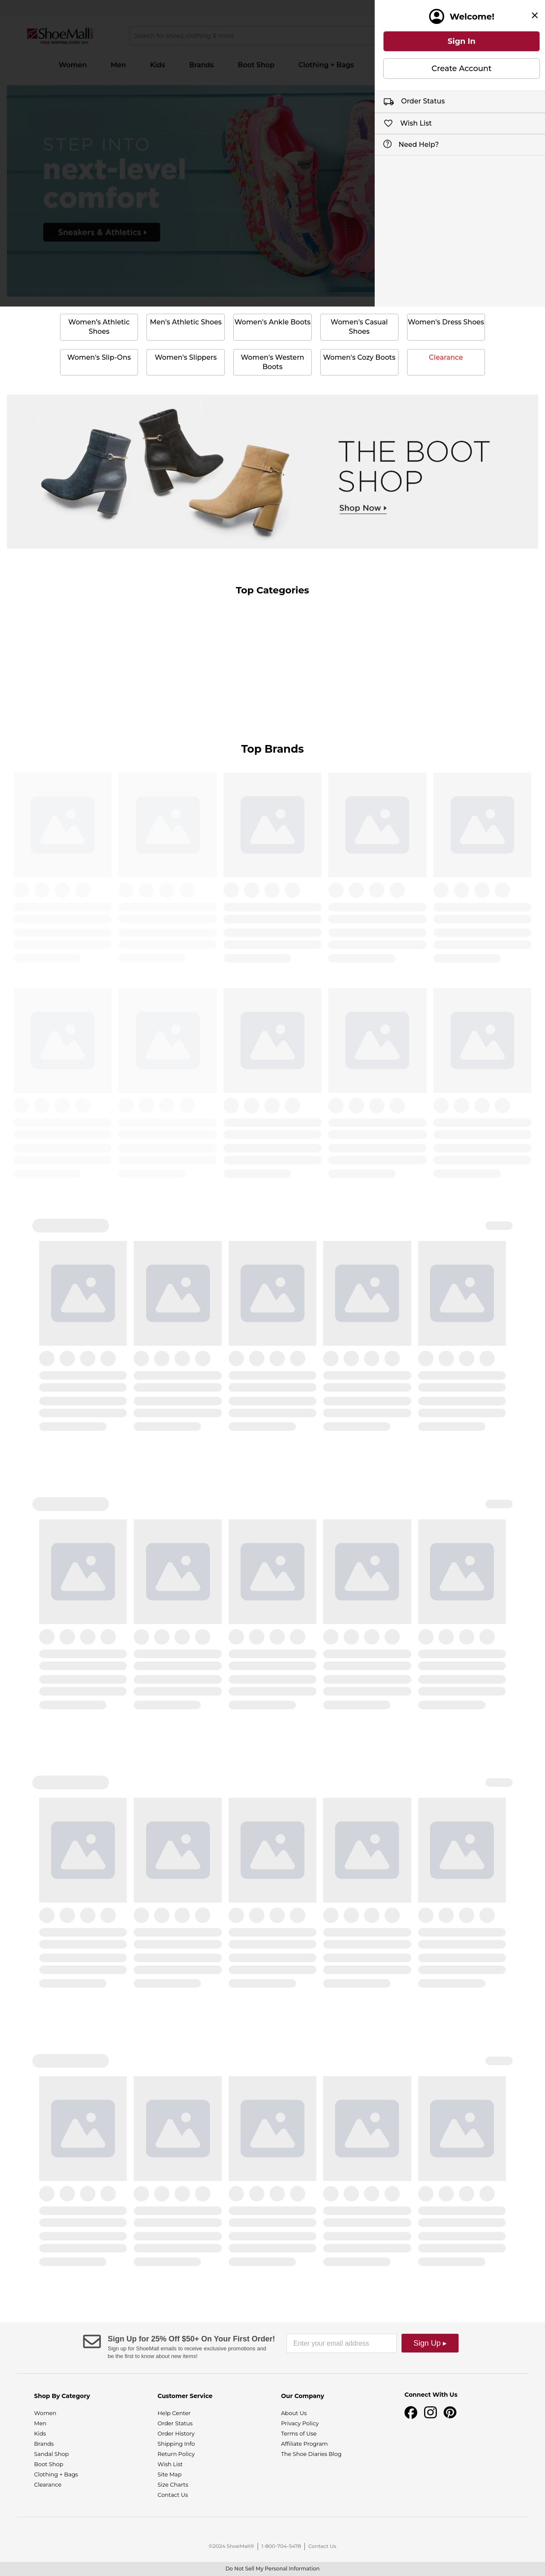 Welcome!
Sign In
Create Account
Order Status
Wish List
Need Help?
ShoeMall
Search for shoes, clothing & more
Women
Men
Kids
Brands
Boot Shop
Clothing + Bags
STEP INTO
next-level
comfort
Sneakers & Athletics
Women's Athletic
Shoes
Men's Athletic Shoes
Women's Ankle Boots
Women's Casual
Shoes
Women's Dress Shoes
Women's Slip-Ons
Women's Slippers
Women's Western
Boots
Women's Cozy Boots
Clearance
THE BOOT
SHOP
Shop Now
Top Categories
Top Brands
Sign Up for 25% Off $50+ On Your First Order!
Sign up for ShoeMall emails to receive exclusive promotions and
be the first to know about new items!
Enter your email address
Sign Up ▸
Shop By Category
Women
Men
Kids
Brands
Sandal Shop
Boot Shop
Clothing + Bags
Clearance
Customer Service
Help Center
Order Status
Order History
Shipping Info
Return Policy
Wish List
Site Map
Size Charts
Contact Us
Our Company
About Us
Privacy Policy
Terms of Use
Affiliate Program
The Shoe Diaries Blog
Connect With Us
©2024 ShoeMall® | 1-800-704-5478 | Contact Us
Do Not Sell My Personal Information